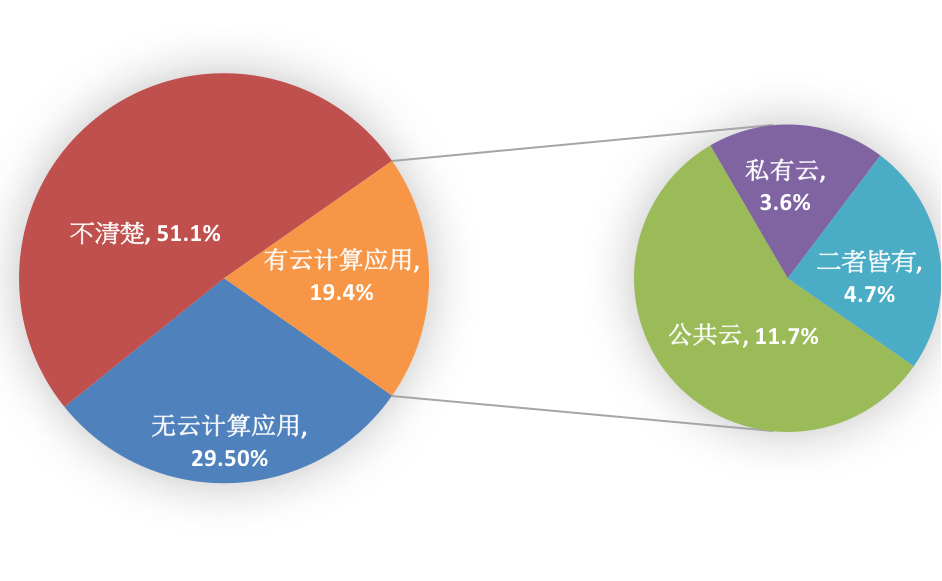 不清楚, 51.1%
有云计算应用,
19.4%
无云计算应用,
29.50%
私有云,
3.6%
二者皆有,
4.7%
公共云, 11.7%